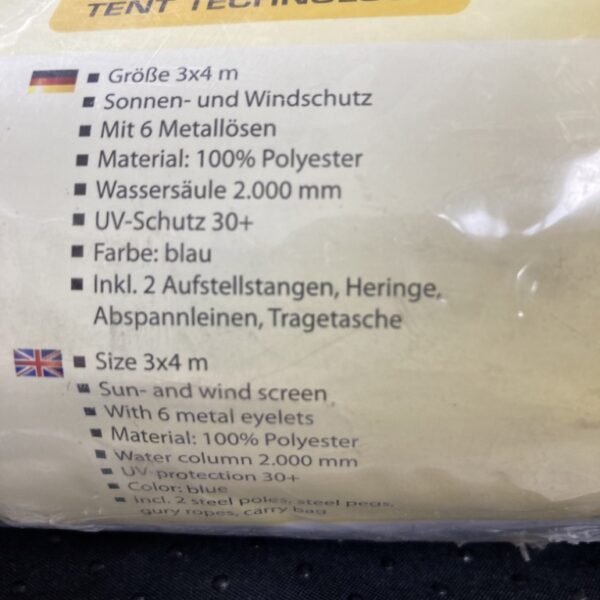 TENT TECHNOLO
■ Größe 3x4 m
■ Sonnen- und Windschutz
■ Mit 6 Metallösen
■ Material: 100% Polyester
■ Wassersäule 2.000 mm
■ UV-Schutz 30+
■ Farbe: blau
■ Inkl. 2 Aufstellstangen, Heringe,
Abspannleinen, Tragetasche
■ Size 3x4 m
■ Sun- and wind screen
■ With 6 metal eyelets
■ Material: 100% Polyester
■ Water column 2.000 mm
■ UV-protection 30+
■ Color: blue
■ incl. 2 steel poles, steel pegs,
gury ropes, carry bag